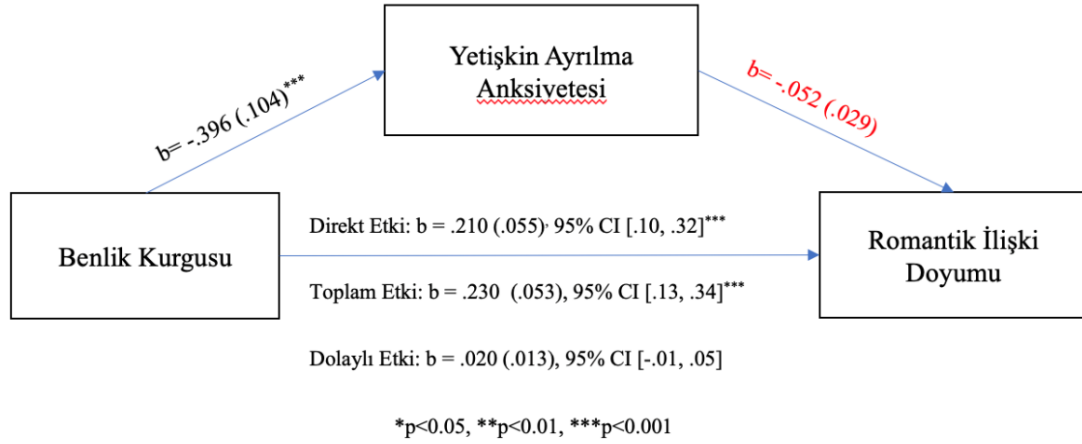 Yetişkin Ayrılma
Anksivetesi
b= -.396 (.104)***
b= -.052 (.029)
Benlik Kurgusu
Direkt Etki: b = .210 (.055), 95% CI [.10, .32]***
Toplam Etki: b = .230 (.053), 95% CI [.13, .34]***
Dolaylı Etki: b = .020 (.013), 95% CI [-.01, .05]
Romantik İlişki
Doyumu
*p<0.05, **p<0.01, ***p<0.001